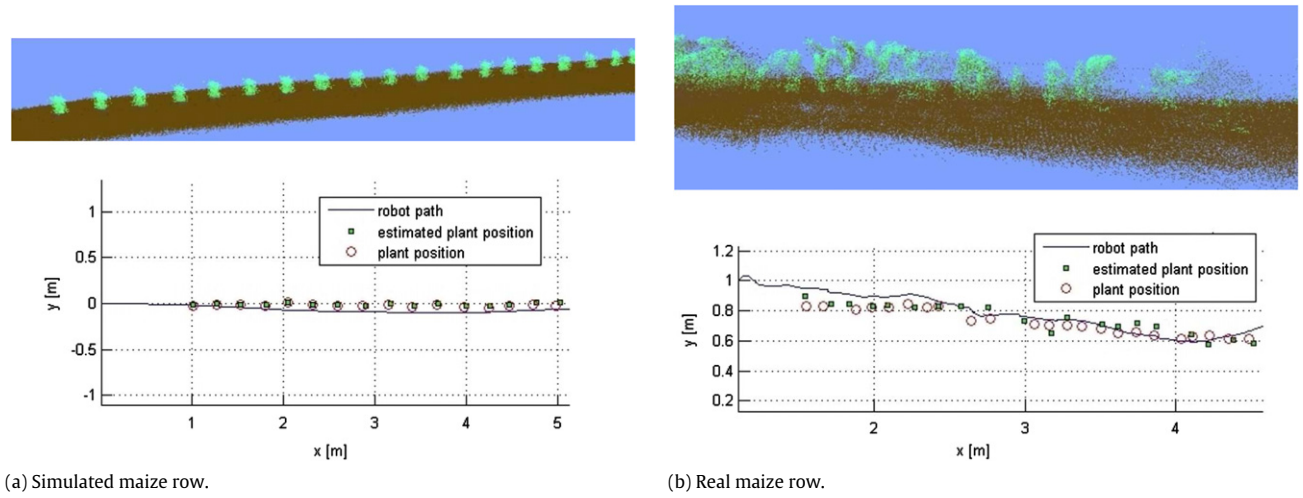 1
0.5
0
-0.5
-1
y [m]
robot path
estimated plant position
plant position
1
2
3
4
5
x [m]
(a) Simulated maize row.
1.2
1
0.8
0.6
0.4
0.2
y [m]
robot path
estimated plant position
plant position
2
3
4
x [m]
(b) Real maize row.